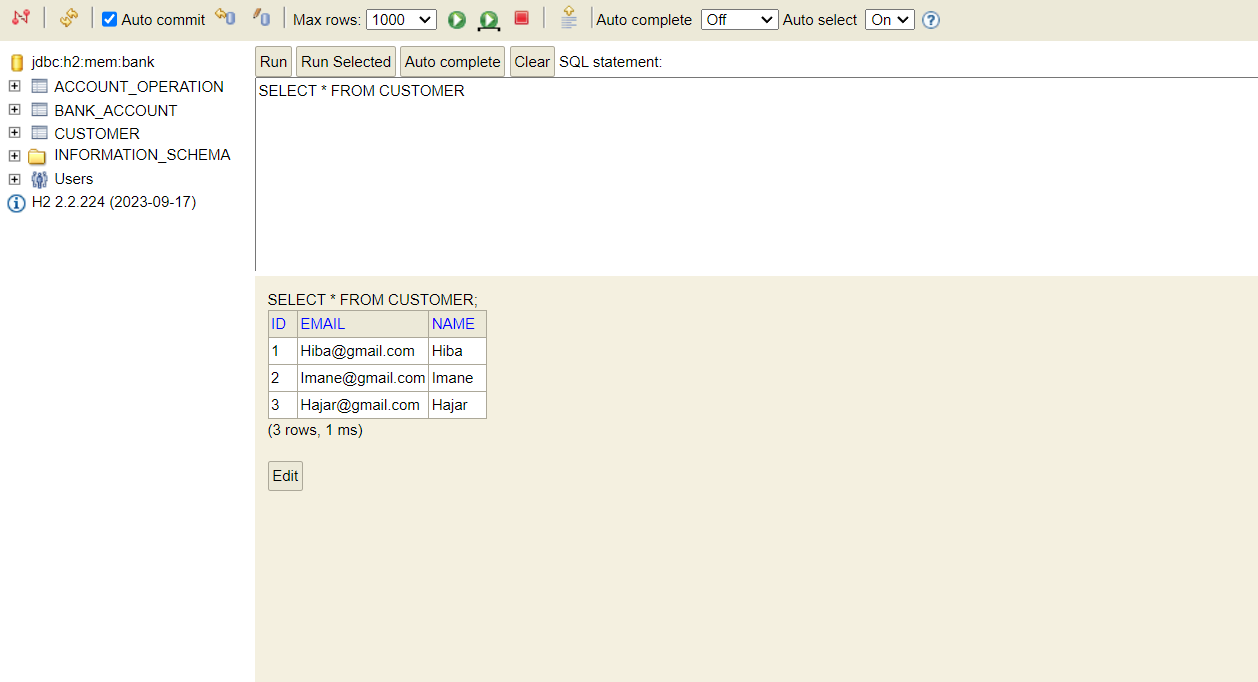 Auto commit Max rows: 1000 Auto complete Off Auto select On ?
jdbc:h2:mem:bank
ACCOUNT_OPERATION
BANK_ACCOUNT
CUSTOMER
INFORMATION_SCHEMA
Users
H2 2.2.224 (2023-09-17)
Run Run Selected Auto complete Clear SQL statement:
SELECT * FROM CUSTOMER
SELECT * FROM CUSTOMER;
ID EMAIL NAME
1 Hiba@gmail.com Hiba
2 Imane@gmail.com Imane
3 Hajar@gmail.com Hajar
(3 rows, 1 ms)
Edit